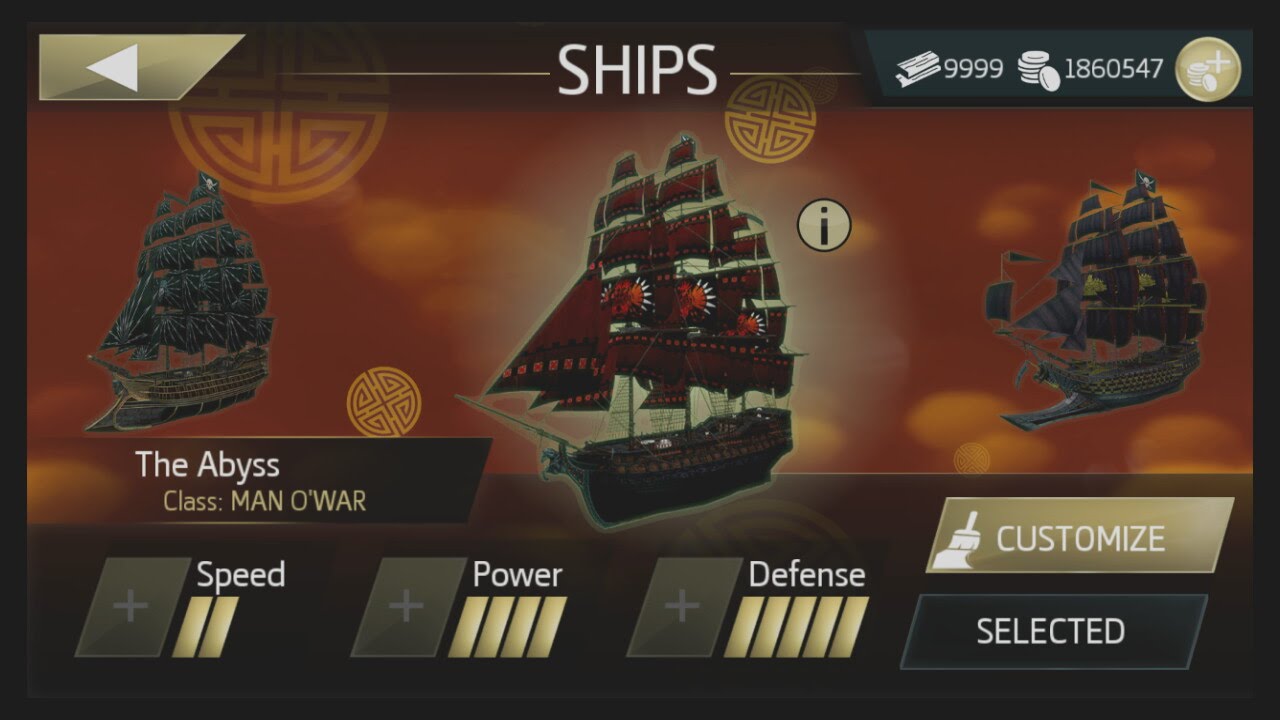 SHIPS
9999
1860547
The Abyss
Class: MAN O'WAR
Speed
Power
Defense
CUSTOMIZE
SELECTED